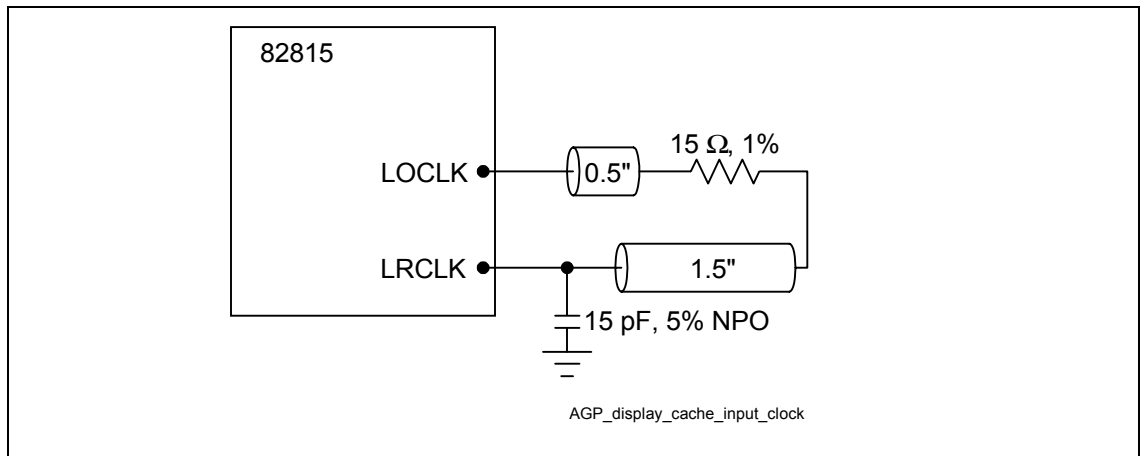 82815
LOCLK
0.5"
15 Ω, 1%
LRCLK
1.5"
15 pF, 5% NPO
AGP_display_cache_input_clock